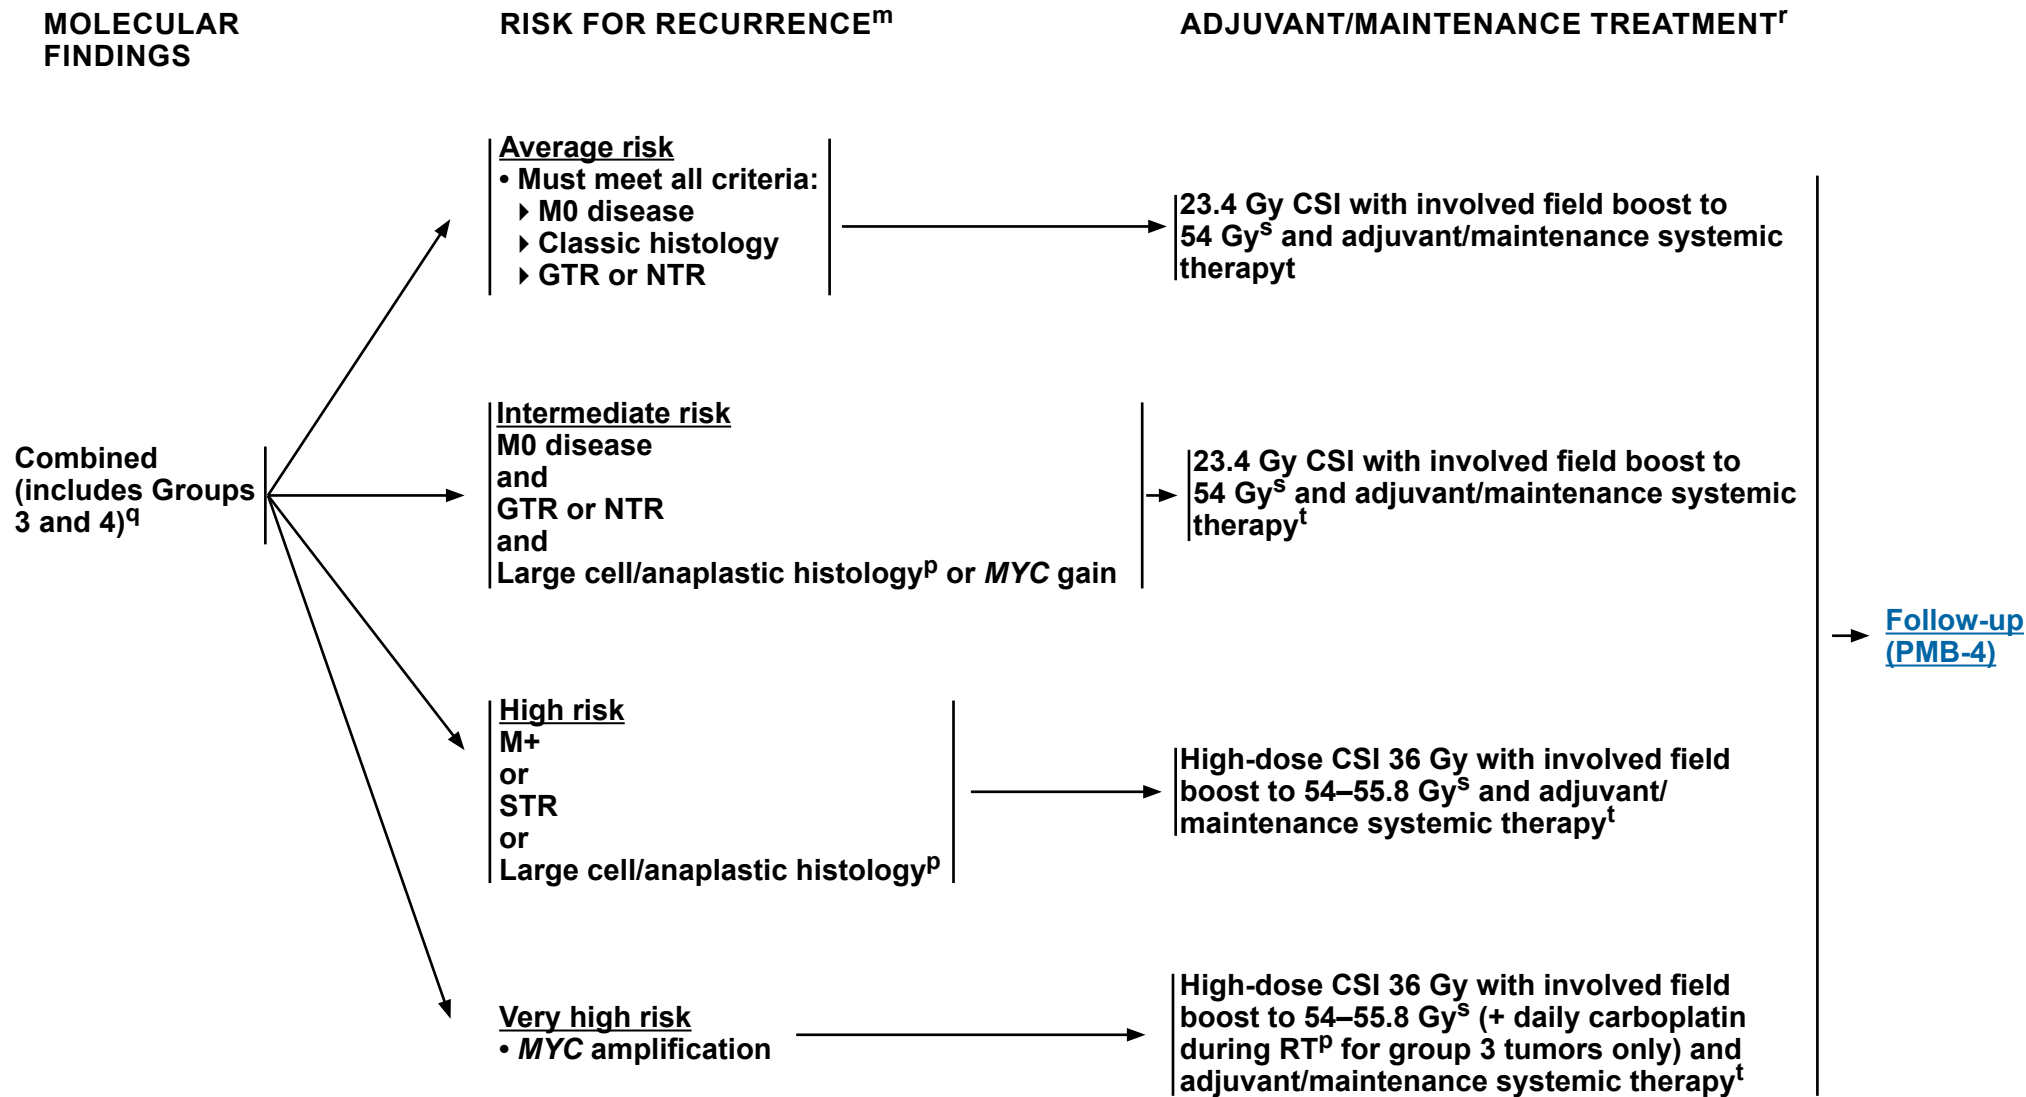 MOLECULAR
FINDINGS
RISK FOR RECURRENCEᵐ
ADJUVANT/MAINTENANCE TREATMENTʳ
Combined
(includes Groups
3 and 4)q
Average risk
• Must meet all criteria:
▸ M0 disease
▸ Classic histology
▸ GTR or NTR
23.4 Gy CSI with involved field boost to
54 Gyˢ and adjuvant/maintenance systemic
therapyt
Intermediate risk
M0 disease
and
GTR or NTR
and
Large cell/anaplastic histologyᵖ or MYC gain
23.4 Gy CSI with involved field boost to
54 Gyˢ and adjuvant/maintenance systemic
therapyᵗ
High risk
M+
or
STR
or
Large cell/anaplastic histologyᵖ
High-dose CSI 36 Gy with involved field
boost to 54–55.8 Gyˢ and adjuvant/
maintenance systemic therapyᵗ
Very high risk
• MYC amplification
High-dose CSI 36 Gy with involved field
boost to 54–55.8 Gyˢ (+ daily carboplatin
during RTᵖ for group 3 tumors only) and
adjuvant/maintenance systemic therapyᵗ
Follow-up
(PMB-4)